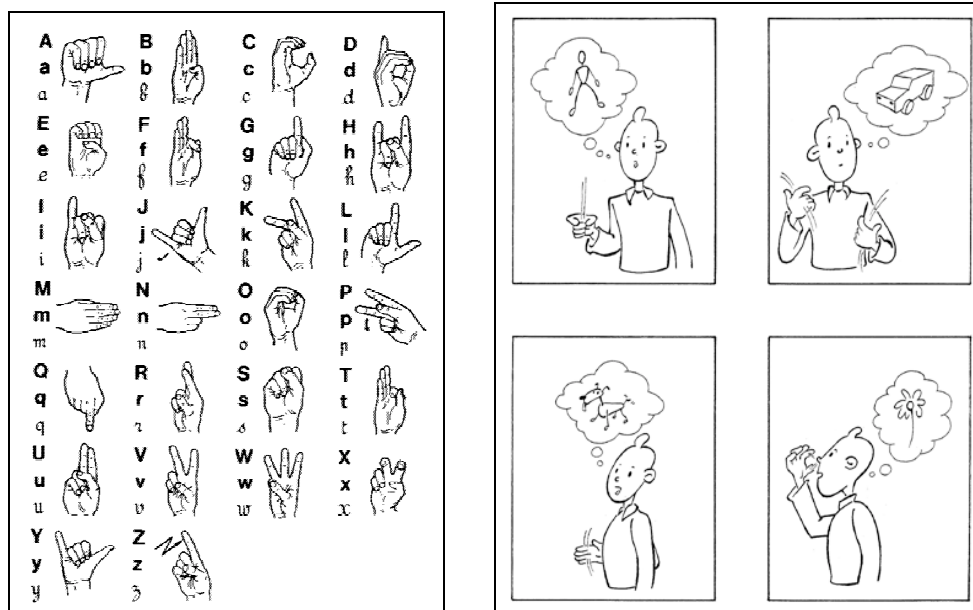 A B C D
a b c d
a b c d
E F G H
e f g h
e f g h
I J K L
i j k l
i j k l
M N O P
m n o p
m n o p
Q R S T
q r s t
q r s t
U V W X
u v w x
u v w x
Y Z
y z
y z